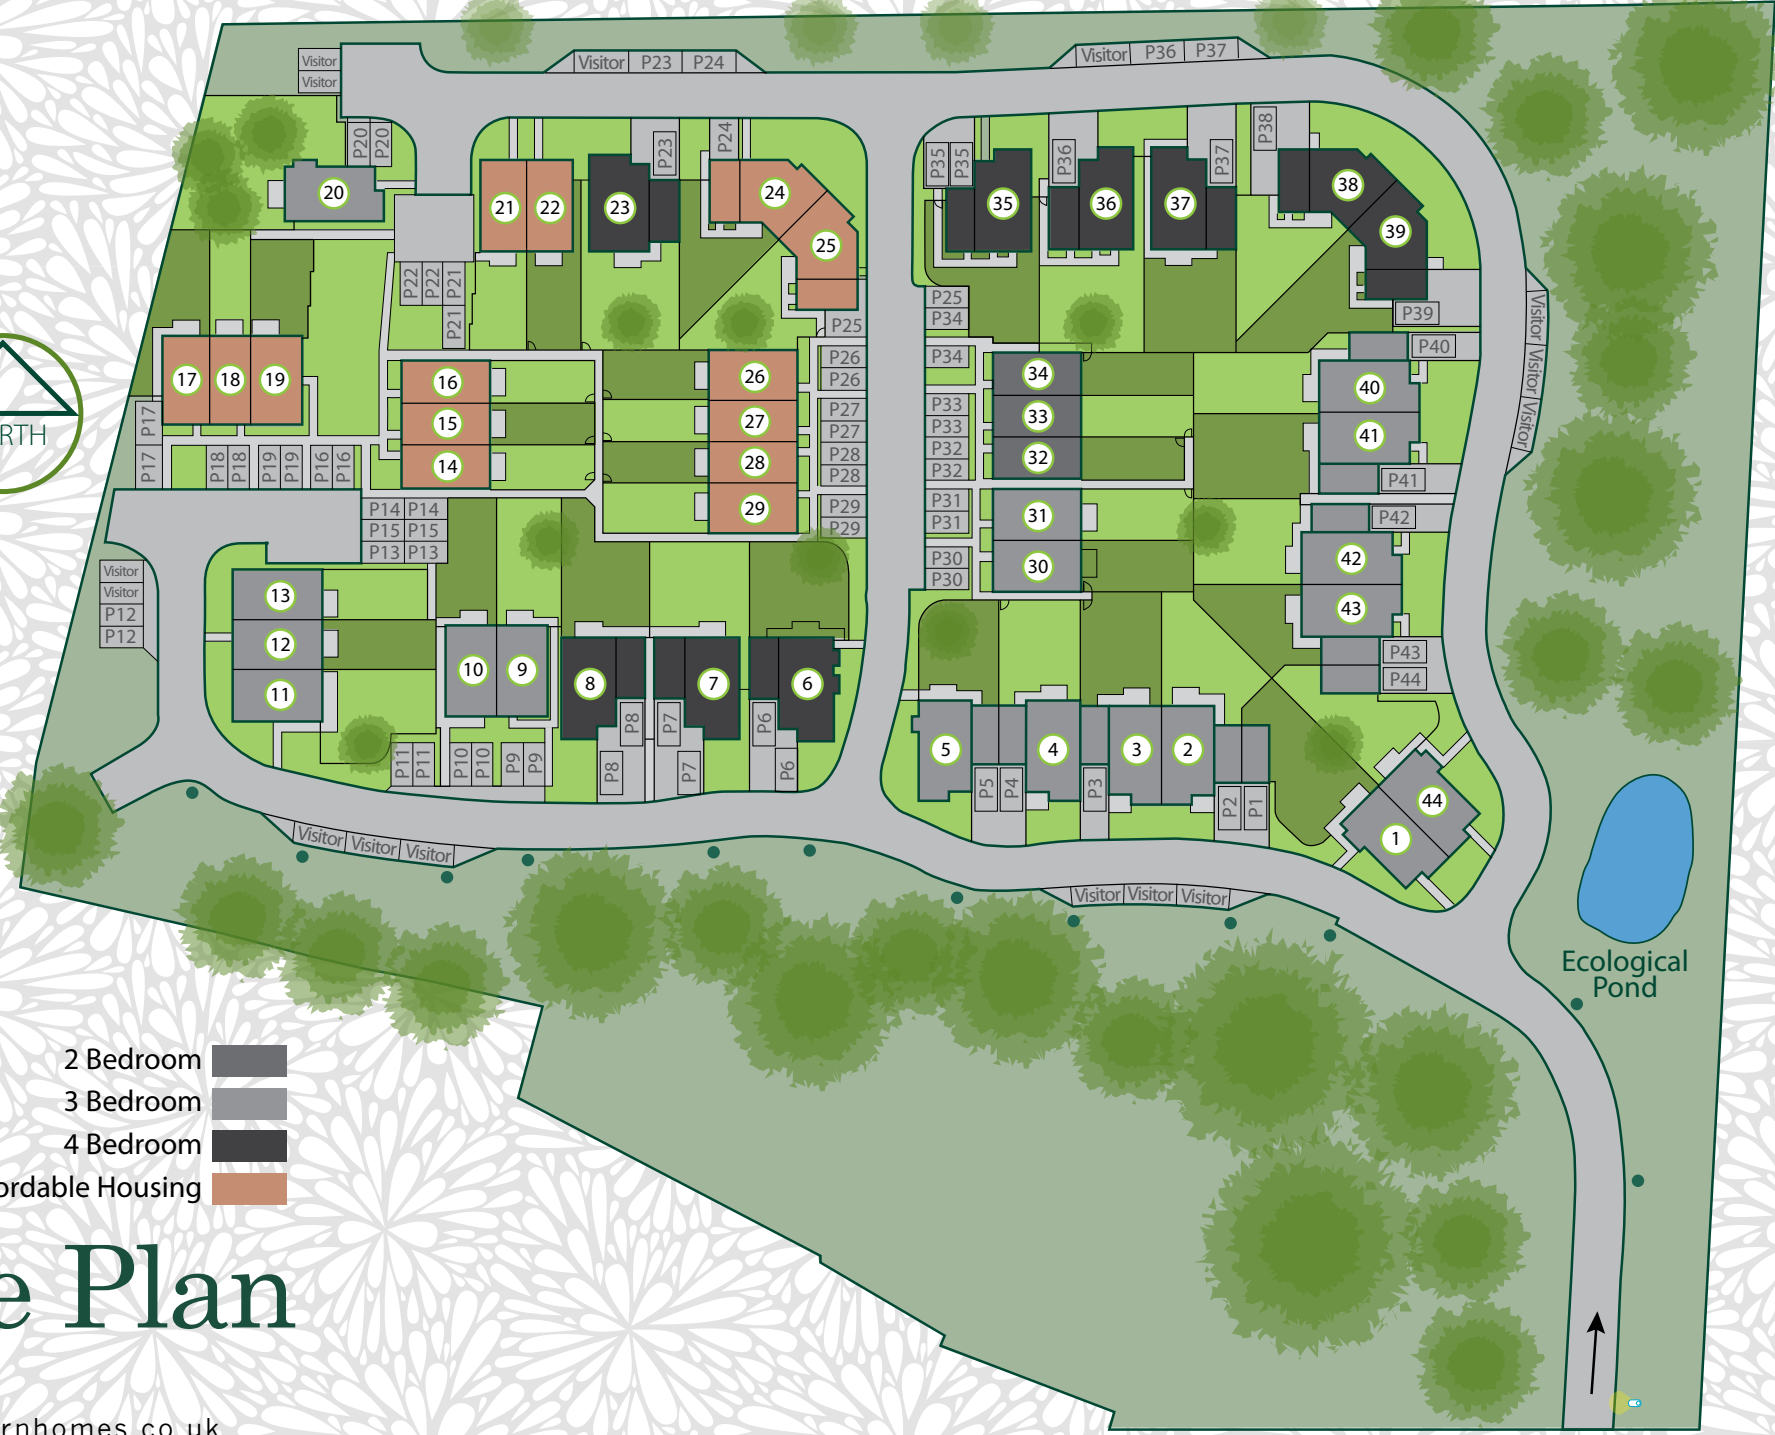 Visitor
Visitor
Visitor P23 P24
Visitor P36 P37
P20 P20
P23
P24
P35 P35
P36
P37
P38
20
21 22 23 24
25
35 36 37 38
39
P22 P22 P21
P21
P25
P25
P34
P39
Visitor Visitor Visitor
P26
P26
P34
P40
17 18 19
16
15
14
26
27
28
29
34
33
32
40
41
P17
P17
P27
P27
P28
P28
P33
P33
P32
P32
RTH
P18 P18 P19 P19 P16 P16
P41
P14 P14
P15 P15
P13 P13
P29
P29
P31
P31
31
30
P42
42
43
Visitor
Visitor
P12
P12
P30
P30
13
12
11
10 9 8 7 6
P43
P44
P8
P7
P6
5 4 3 2
44
1
P11 P11 P10 P10 P9 P9
P8
P7
P6
P5 P4
P3
P2 P1
Visitor Visitor Visitor
Visitor Visitor Visitor
Ecological
Pond
2 Bedroom
3 Bedroom
4 Bedroom
ordable Housing
e Plan
rnhomes.co.uk